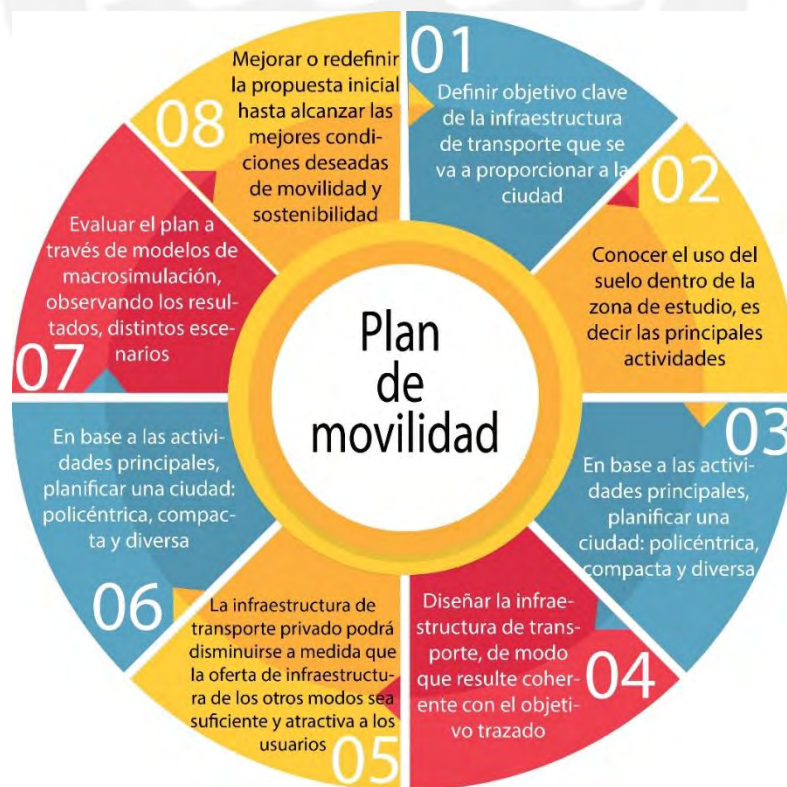 Plan
de
movilidad
01
Definir objetivo clave
de la infraestructura
de transporte que se
va a proporcionar a la
ciudad
02
Conocer el uso del
suelo dentro de la
zona de estudio, es
decir las principales
actividades
03
En base a las activi-
dades principales,
planificar una
ciudad: policéntrica,
compacta y diversa
04
Diseñar la infrae-
structura de trans-
porte, de modo
que resulte coher-
ente con el objeti-
vo trazado
05
La infraestructura de
transporte privado podrá
disminuirse a medida que
la oferta de infraestructu-
ra de los otros modos sea
suficiente y atractiva a los
usuarios
06
En base a las activi-
dades principales,
planificar una ciudad:
policéntrica, compac-
ta y diversa
07
Evaluar el plan a
través de modelos de
macrosimulación,
observando los resul-
tados, distintos esce-
narios
08
Mejorar o redefinir
la propuesta inicial
hasta alcanzar las
mejores condi-
ciones deseadas
de movilidad y
sostenibilidad